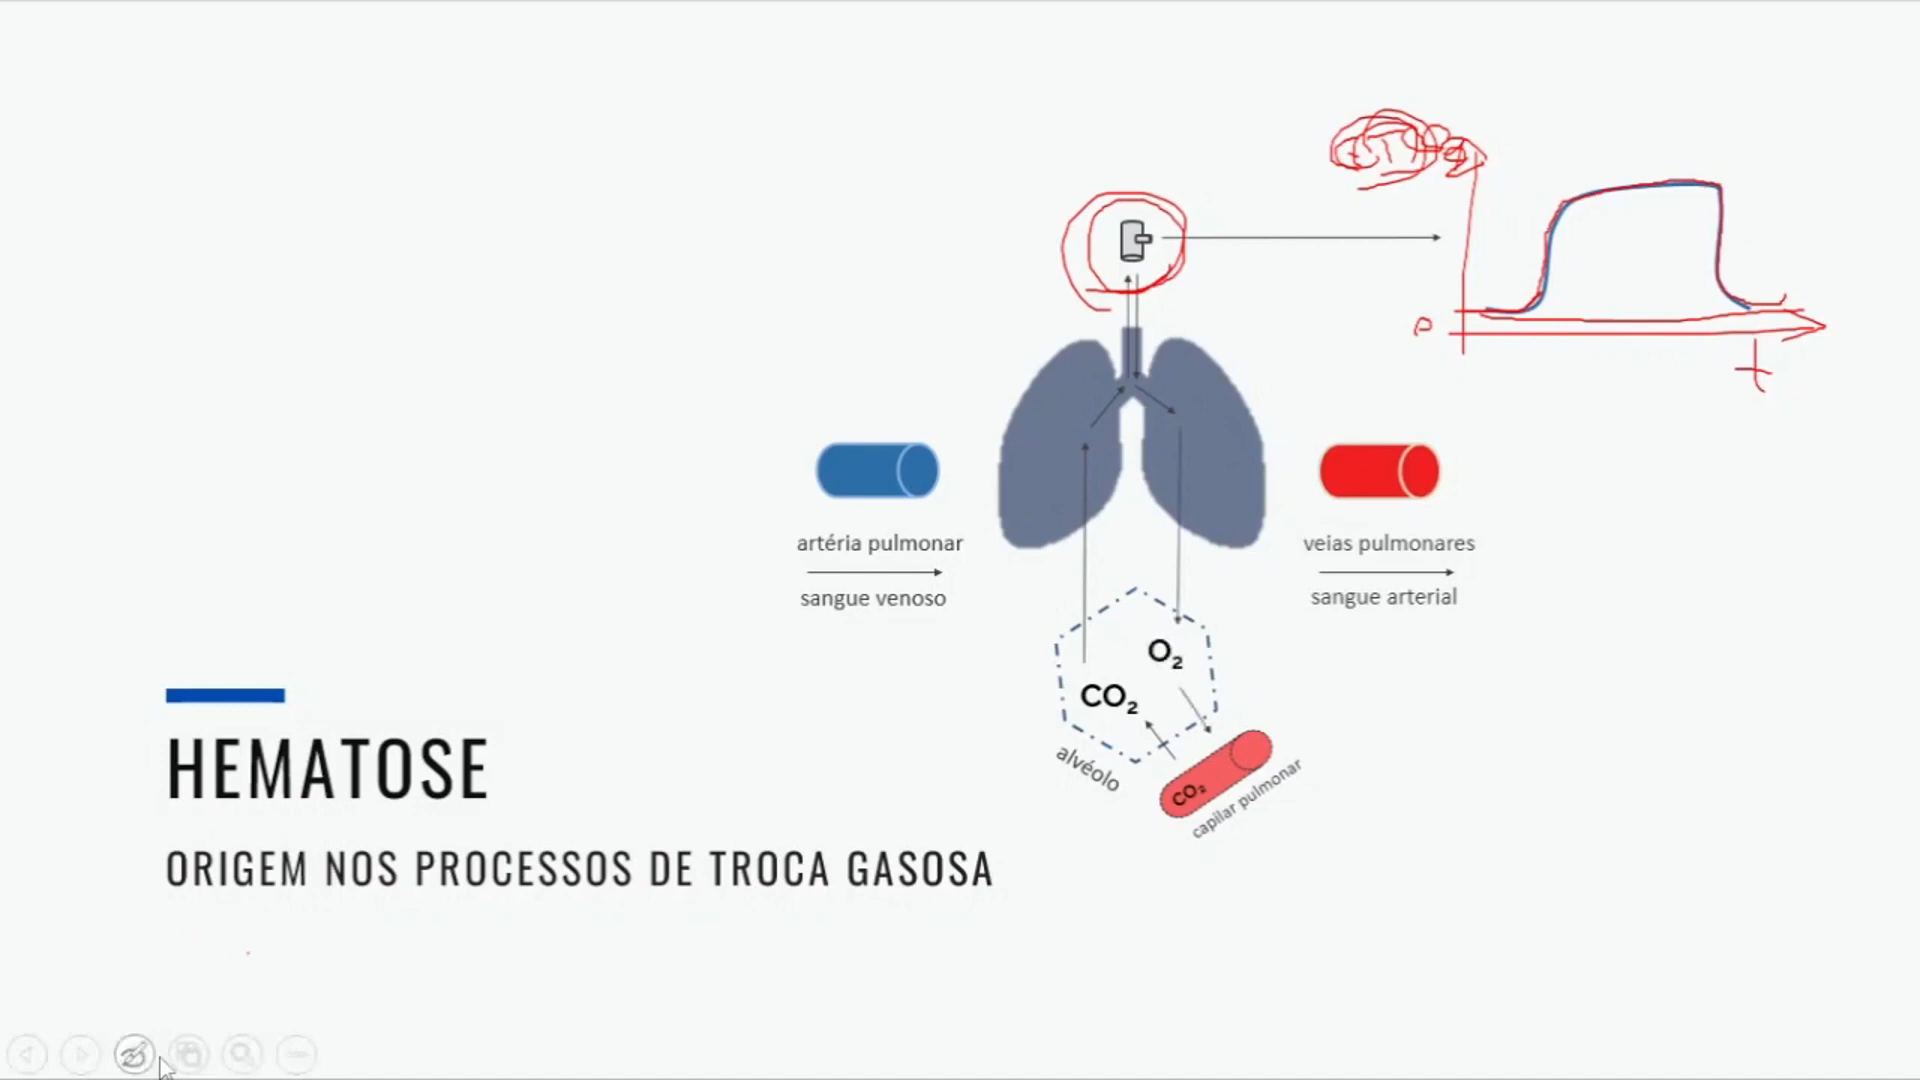 artéria pulmonar
sangue venoso
veias pulmonares
sangue arterial
O₂
CO₂
alvéolo
CO₂
capilar pulmonar
HEMATOSE
ORIGEM NOS PROCESSOS DE TROCA GASOSA
t